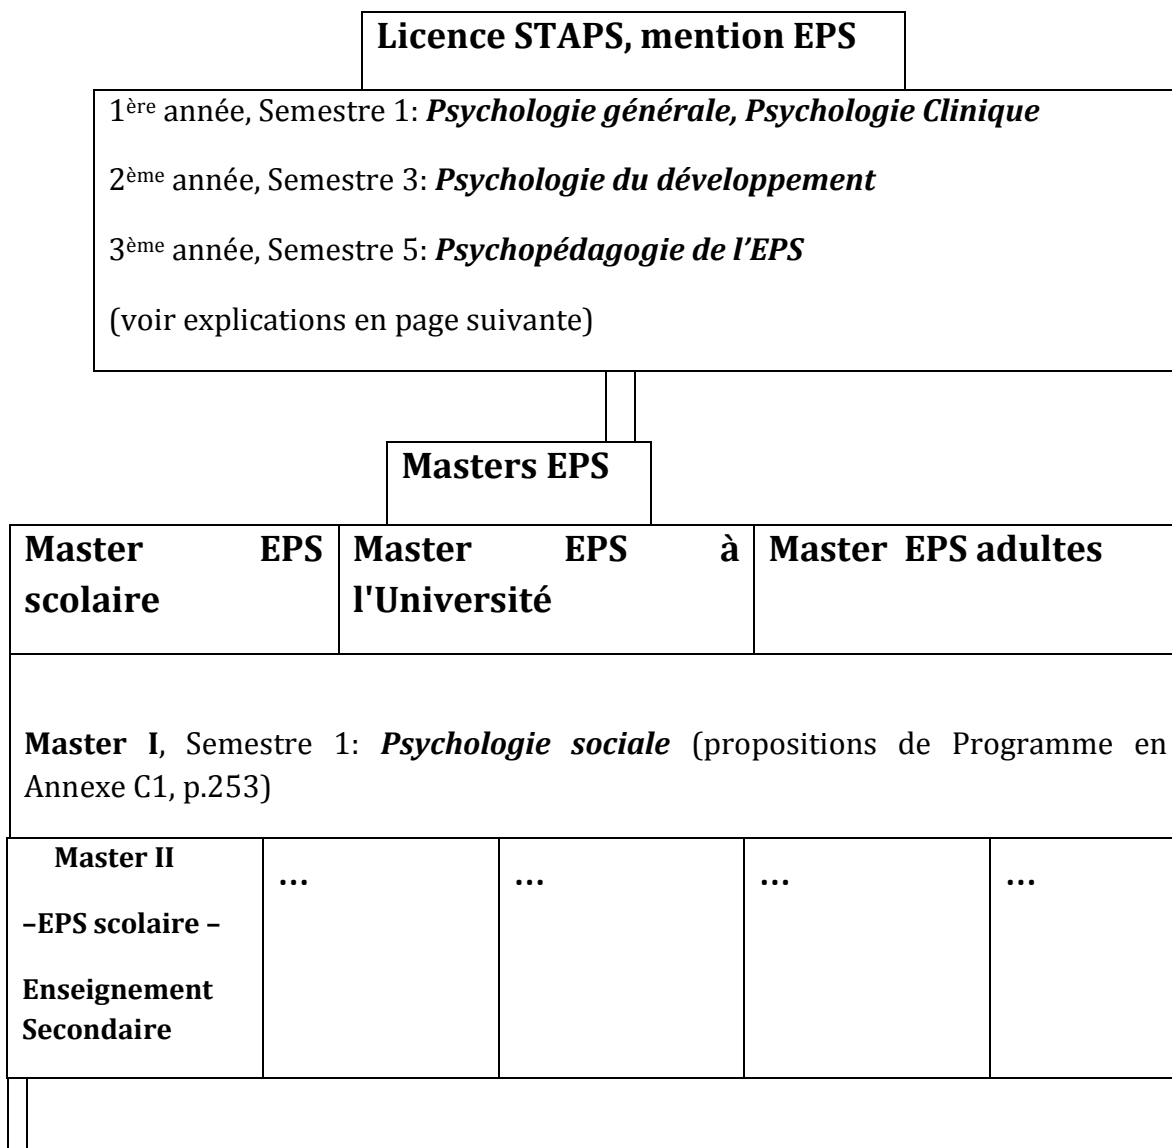 Licence STAPS, mention EPS
1ère année, Semestre 1: Psychologie générale, Psychologie Clinique
2ème année, Semestre 3: Psychologie du développement
3ème année, Semestre 5: Psychopédagogie de l’EPS
(voir explications en page suivante)
Masters EPS
Master EPS scolaire
Master EPS à l'Université
Master EPS adultes
Master I, Semestre 1: Psychologie sociale (propositions de Programme en
Annexe C1, p.253)
Master II
–EPS scolaire –
Enseignement
Secondaire
…
…
…
…